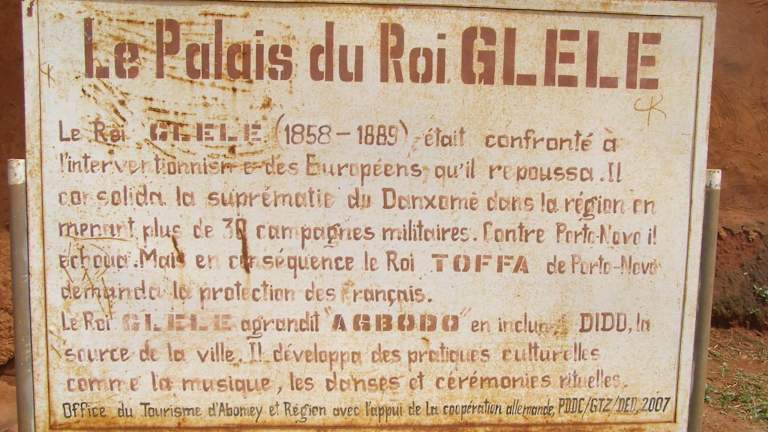 Le Palais du Roi GLELE
Le Roi GLELE (1858-1889) était confronté à
l'interventionnisme des Européens qu'il repoussa. Il
consolida la suprématie du Danxomè dans la région en
menant plus de 30 campagnes militaires. Contre Porto-Novo il
échoua. Mais en conséquence le Roi TOFFA de Porto-Novo
demanda la protection des Français.
Le Roi GLELE agrandit "AGBODO" en incluant DIDO, la
source de la ville. Il développa des pratiques culturelles
comme la musique, les danses et cérémonies rituelles.
Office du Tourisme d'Abomey et Région avec l'appui de la coopération allemande, PDDC/GTZ/DED, 2007